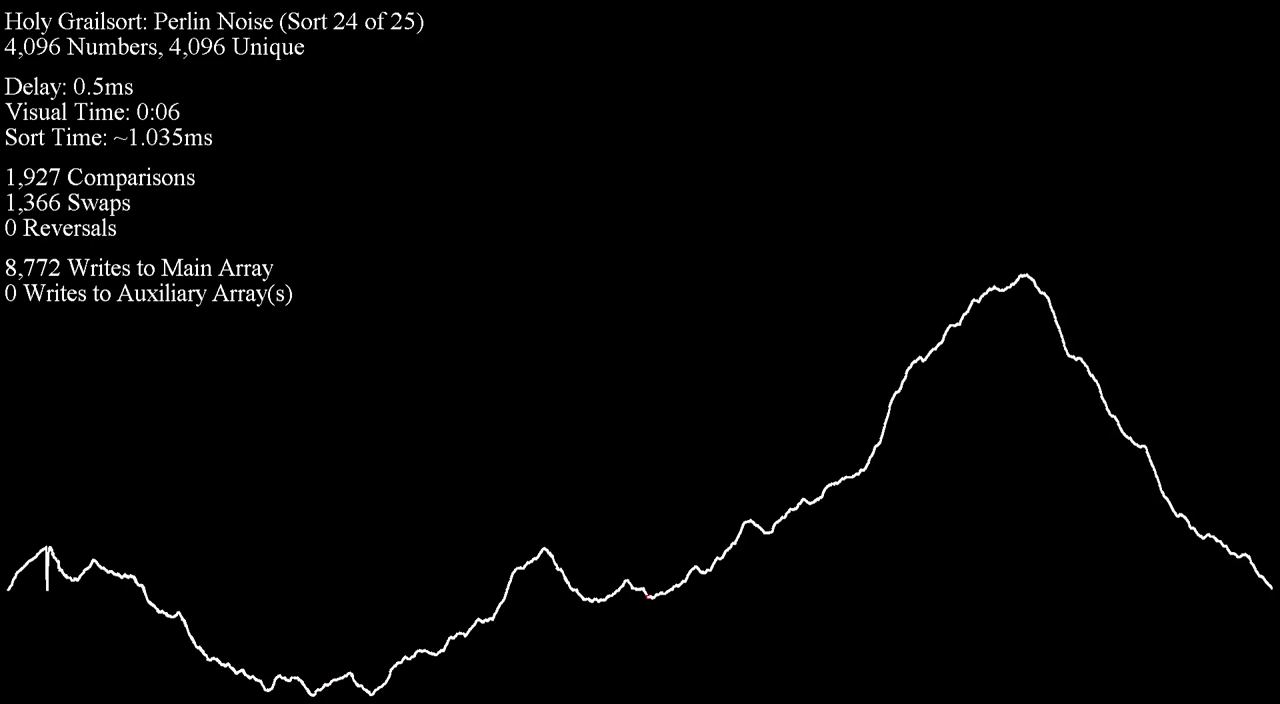 Holy Grailsort: Perlin Noise (Sort 24 of 25)
4,096 Numbers, 4,096 Unique
Delay: 0.5ms
Visual Time: 0:06
Sort Time: ~1.035ms
1,927 Comparisons
1,366 Swaps
0 Reversals
8,772 Writes to Main Array
0 Writes to Auxiliary Array(s)